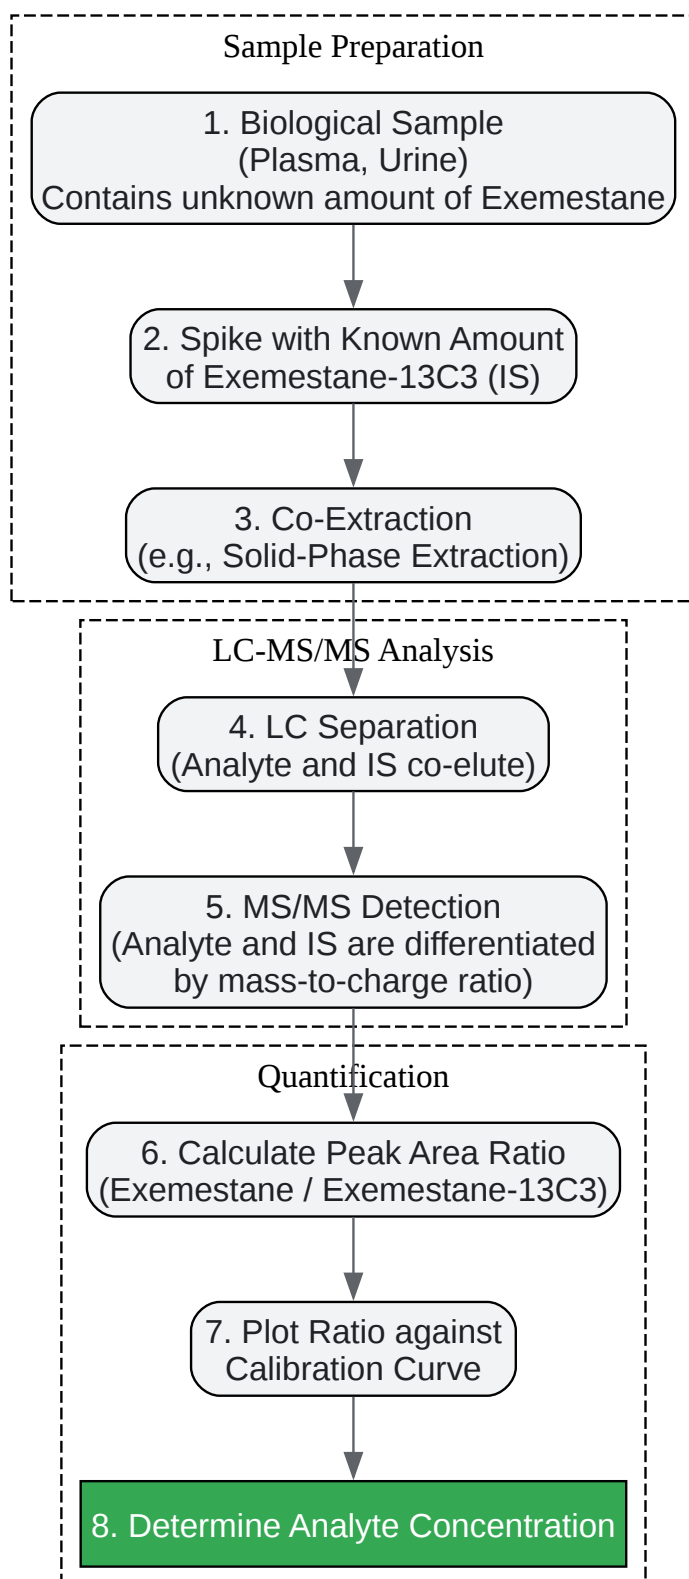 Sample Preparation
1. Biological Sample
(Plasma, Urine)
Contains unknown amount of Exemestane
2. Spike with Known Amount
of Exemestane-13C3 (IS)
3. Co-Extraction
(e.g., Solid-Phase Extraction)
LC-MS/MS Analysis
4. LC Separation
(Analyte and IS co-elute)
5. MS/MS Detection
(Analyte and IS are differentiated
by mass-to-charge ratio)
Quantification
6. Calculate Peak Area Ratio
(Exemestane / Exemestane-13C3)
7. Plot Ratio against
Calibration Curve
8. Determine Analyte Concentration